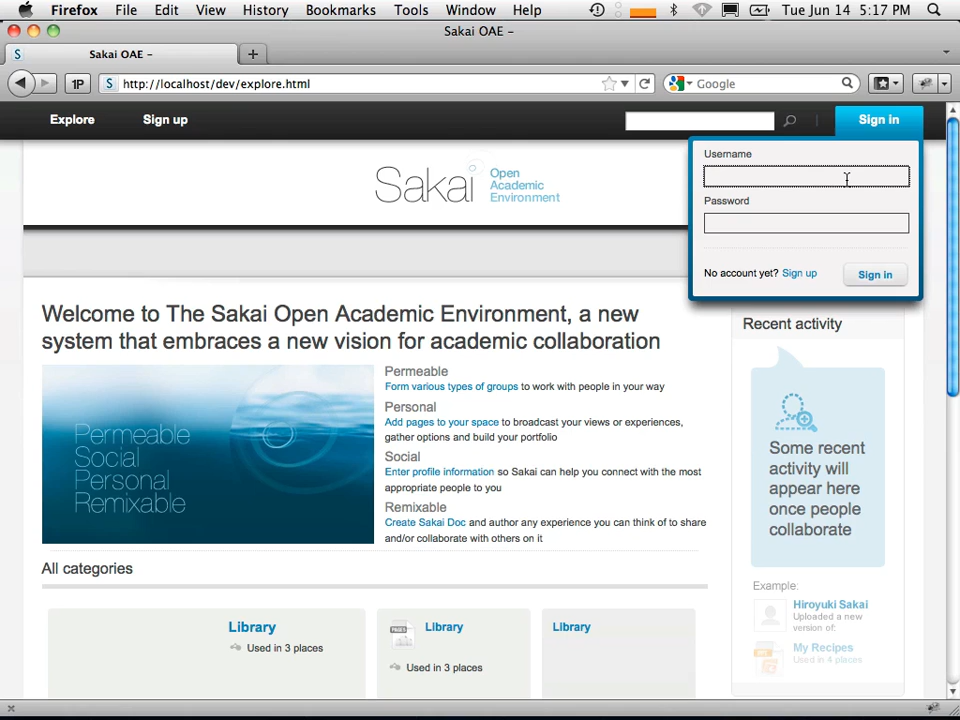 Firefox File Edit View History Bookmarks Tools Window Help Tue Jun 14 5:17 PM
Sakai OAE -
S Sakai OAE - +
1P S http://localhost/dev/explore.html Google
Explore Sign up Sign in
Username
Password
No account yet? Sign up Sign in
Sakai Open
Academic
Environment
Welcome to The Sakai Open Academic Environment, a new
system that embraces a new vision for academic collaboration
Permeable
Social
Personal
Remixable
Permeable
Form various types of groups to work with people in your way
Personal
Add pages to your space to broadcast your views or experiences,
gather options and build your portfolio
Social
Enter profile information so Sakai can help you connect with the most
appropriate people to you
Remixable
Create Sakai Doc and author any experience you can think of to share
and/or collaborate with others on it
Recent activity
Some recent
activity will
appear here
once people
collaborate
Example:
Hiroyuki Sakai
Uploaded a new
version of:
My Recipes
Used in 4 places
All categories
Library
Used in 3 places
PAGES
Library
Used in 3 places
Library